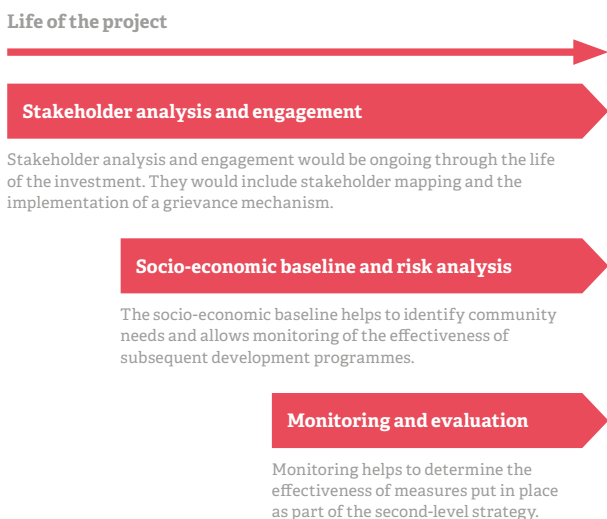 Life of the project
Stakeholder analysis and engagement
Stakeholder analysis and engagement would be ongoing through the life
of the investment. They would include stakeholder mapping and the
implementation of a grievance mechanism.
Socio-economic baseline and risk analysis
The socio-economic baseline helps to identify community
needs and allows monitoring of the effectiveness of
subsequent development programmes.
Monitoring and evaluation
Monitoring helps to determine the
effectiveness of measures put in place
as part of the second-level strategy.